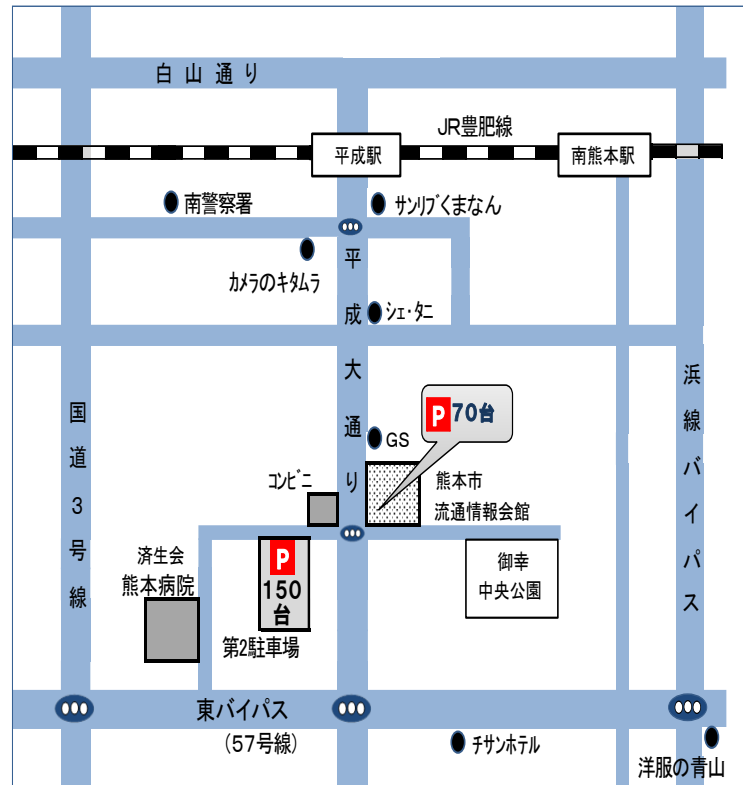 白山通り
JR豊肥線
平成駅
南熊本駅
南警察署
サンリブくまなん
カメラのキタムラ
平成大通り
シェ・タニ
浜線バイパス
国道3号線
P 70台
GS
コンビニ
熊本市
流通情報会館
済生会
熊本病院
P
150
台
御幸
中央公園
第2駐車場
東バイパス
(57号線)
チサンホテル
洋服の青山